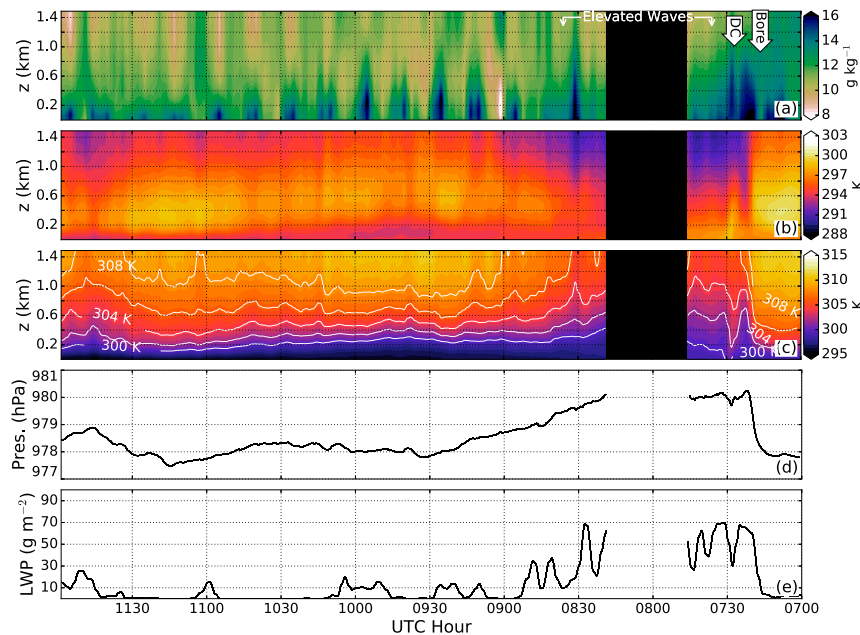 Elevated Waves
DC
Bore
1.4
1.0
0.6
0.2
z (km)
(a)
16
14
12
10
8
g kg⁻¹
1.4
1.0
0.6
0.2
z (km)
(b)
303
300
297
294
291
288
K
1.4
1.0
0.6
0.2
z (km)
308 K
304 K
300 K
308 K
304
300 K
(c)
315
310
305
300
295
K
981
980
979
978
977
Pres. (hPa)
(d)
90
70
50
30
10
LWP (g m⁻²)
(e)
1130 1100 1030 1000 0930 0900 0830 0800 0730 0700
UTC Hour